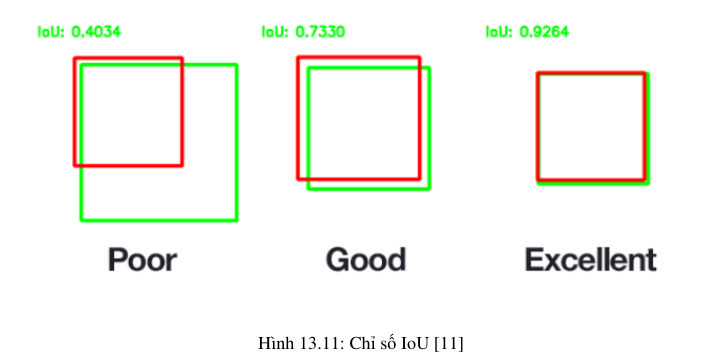 IoU: 0.4034 IoU: 0.7330 IoU: 0.9264
Poor Good Excellent
Hình 13.11: Chỉ số IoU [11]